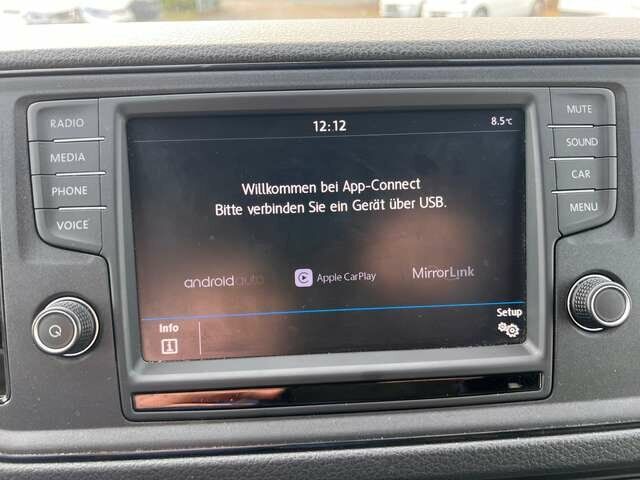 12:12
8.5°C
RADIO
MEDIA
PHONE
VOICE
Willkommen bei App-Connect
Bitte verbinden Sie ein Gerät über USB.
androidauto
Apple CarPlay
MirrorLink
Info
Setup
MUTE
SOUND
CAR
MENU